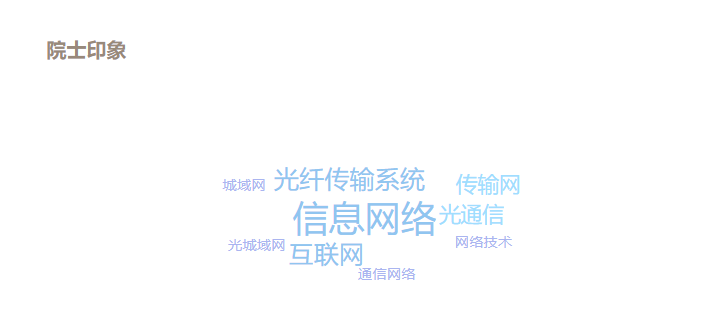 院士印象
光纤传输系统
城域网
传输网
信息网络
光通信
网络技术
光城域网
互联网
通信网络